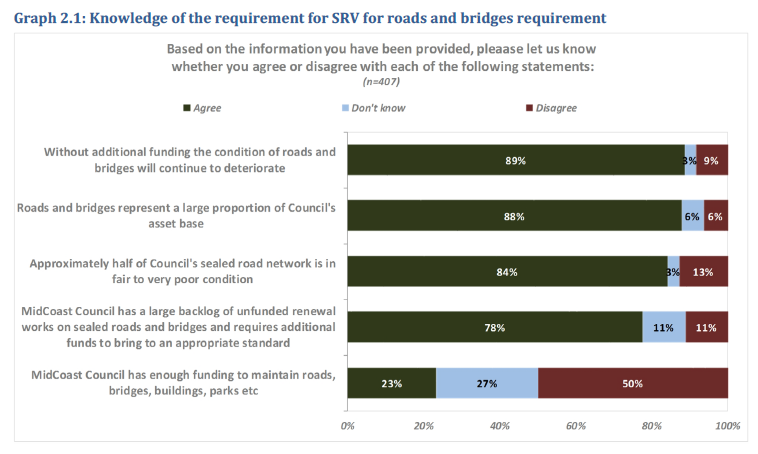 Graph 2.1: Knowledge of the requirement for SRV for roads and bridges requirement
Based on the information you have been provided, pleaase let us know
whether you agree or disagree with each of the following statements:
(n=407)
Agree
Don't know
Disagree
Without additional funding the condition of roads and
bridges will continue to deteriorate
89%
3%
9%
Roads and bridges represent a large proportion of Council's
asset base
88%
6%
6%
Approximately half of Council's sealed road network is in
fair to very poor condition
84%
3%
13%
MidCoast Council has a large backlog of unfunded renewal
works on sealed roads and bridges and requires additional
funds to bring to an appropriate standard
78%
11%
11%
MidCoast Council has enough funding to maintain roads,
bridges, buildings, parks etc
23%
27%
50%
0%
20%
40%
60%
80%
100%